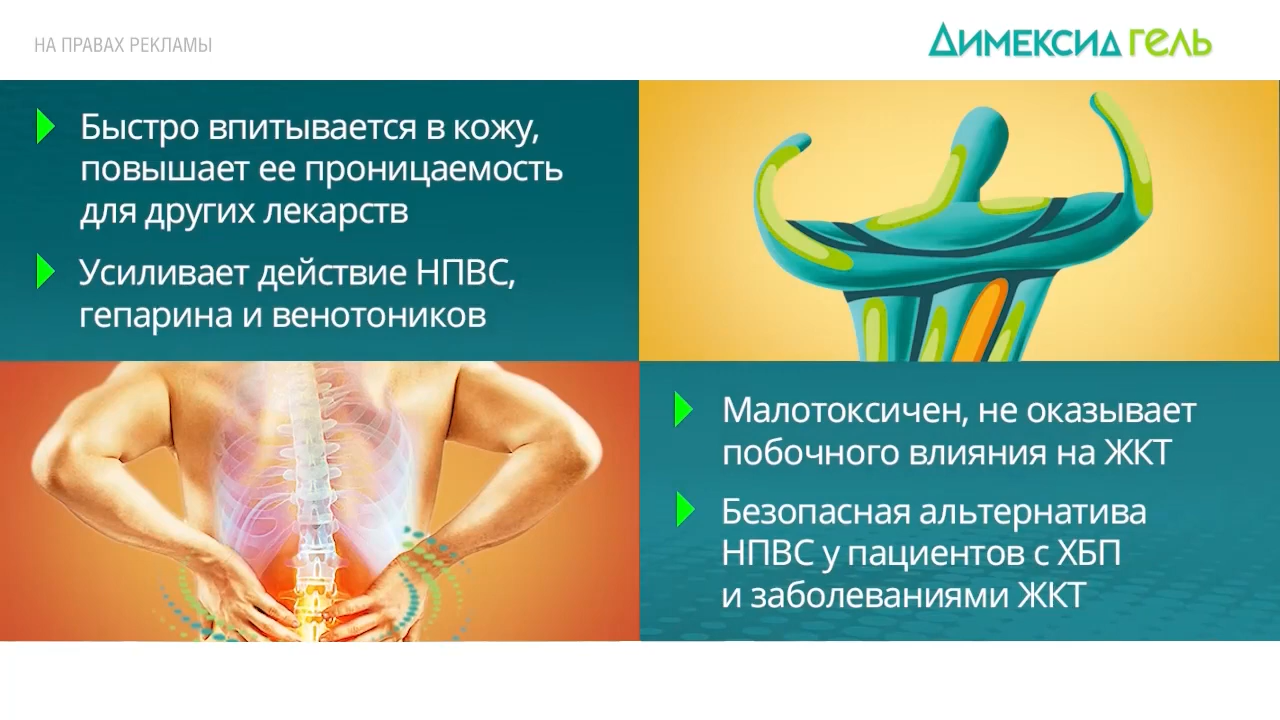 НА ПРАВАХ РЕКЛАМЫ
ДИМЕКСИД ГЕЛЬ
Быстро впитывается в кожу,
повышает ее проницаемость
для других лекарств
Усиливает действие НПВС,
гепарина и венотоников
Малотоксичен, не оказывает
побочного влияния на ЖКТ
Безопасная альтернатива
НПВС у пациентов с ХБП
и заболеваниями ЖКТ